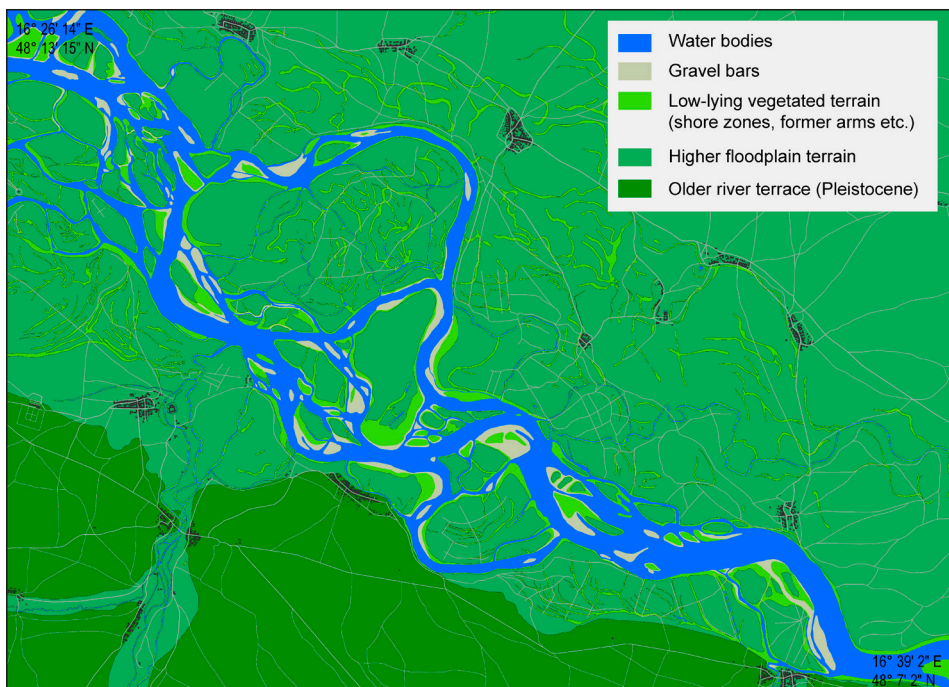 16° 26' 14" E
48° 13' 15" N
Water bodies
Gravel bars
Low-lying vegetated terrain
(shore zones, former arms etc.)
Higher floodplain terrain
Older river terrace (Pleistocene)
16° 39' 2" E
48° 7' 2" N